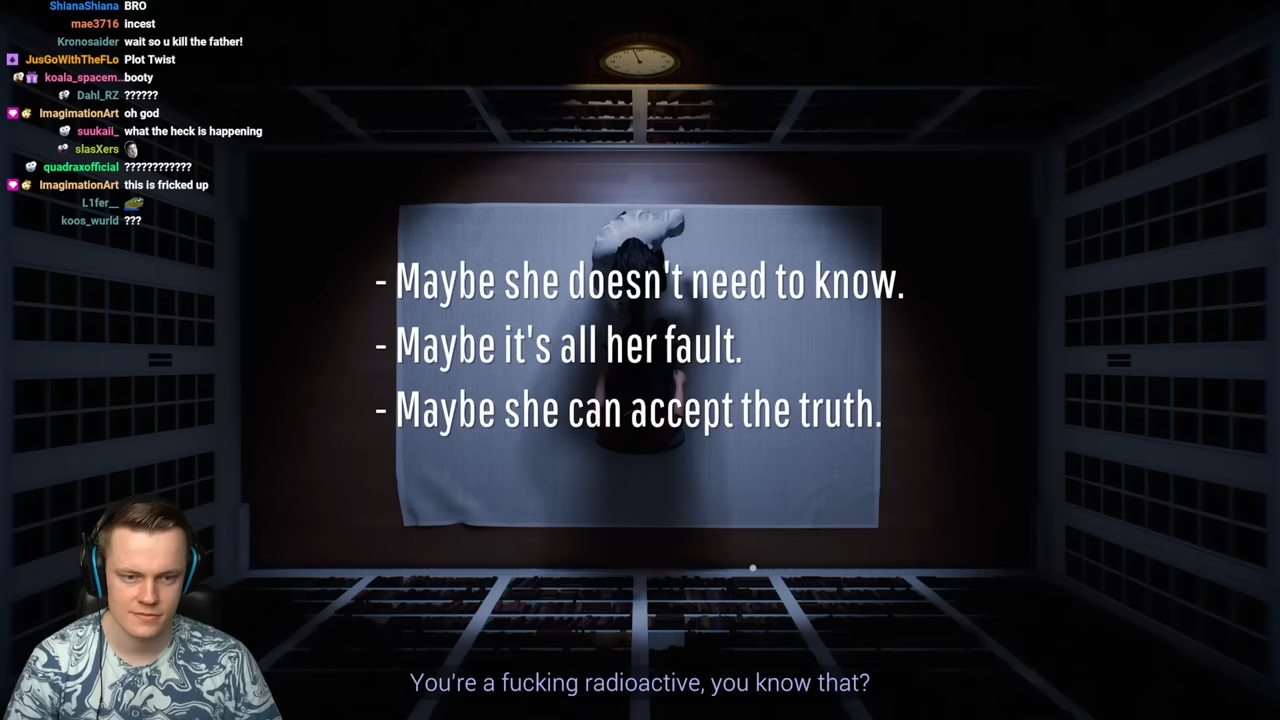 ShianaShiana BRO
mae3716 incest
Kronosaider wait so u kill the father!
JusGoWithTheFLo Plot Twist
koala_spacem... booty
Dahl_RZ ??????
ImagimationArt oh god
suukaii_ what the heck is happening
slasXers
quadraxofficial ????????????
ImagimationArt this is fricked up
L1fer__
koos_wurld ???
- Maybe she doesn't need to know.
- Maybe it's all her fault.
- Maybe she can accept the truth.
You're a fucking radioactive, you know that?